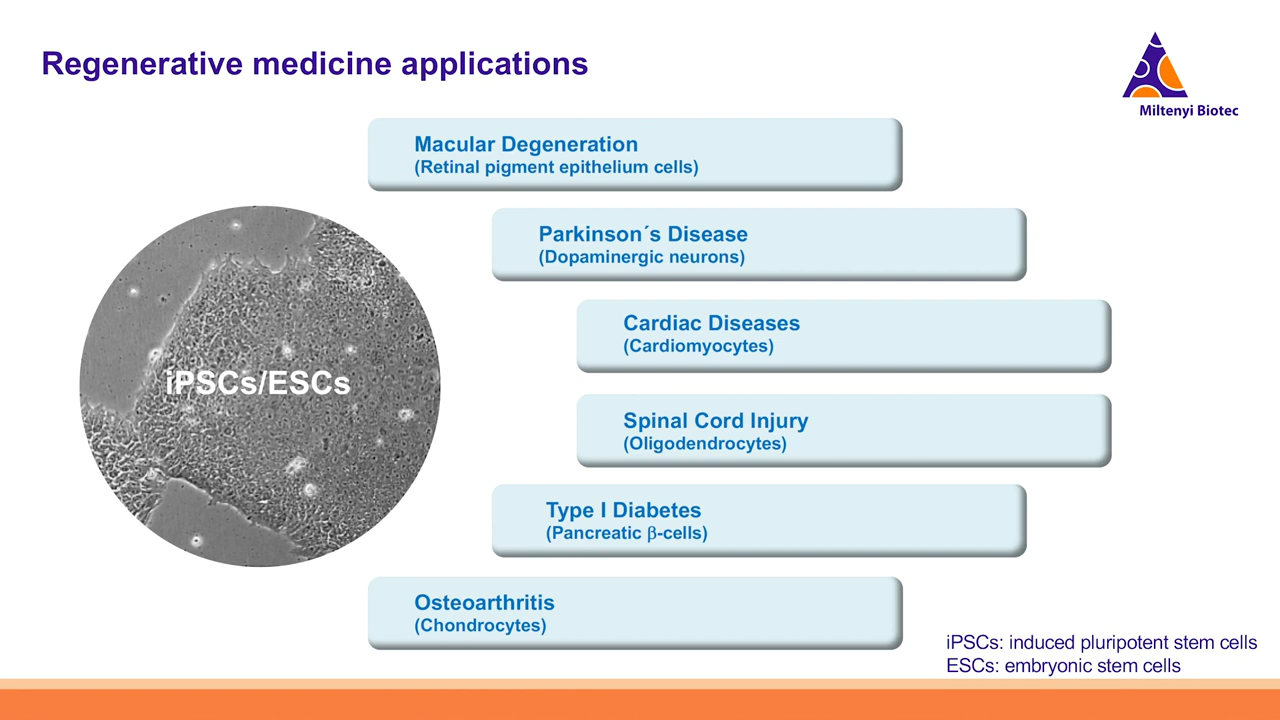 Regenerative medicine applications
Miltenyi Biotec
Macular Degeneration
(Retinal pigment epithelium cells)
Parkinson´s Disease
(Dopaminergic neurons)
Cardiac Diseases
(Cardiomyocytes)
iPSCs/ESCs
Spinal Cord Injury
(Oligodendrocytes)
Type I Diabetes
(Pancreatic β-cells)
Osteoarthritis
(Chondrocytes)
iPSCs: induced pluripotent stem cells
ESCs: embryonic stem cells